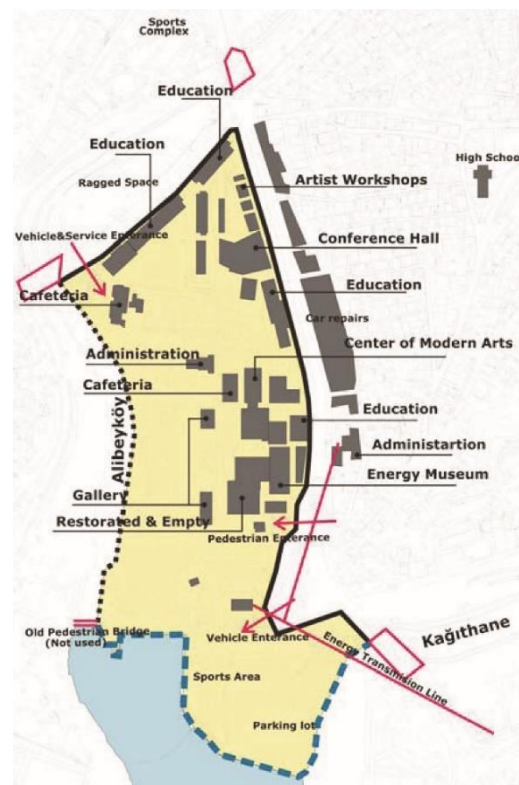 Sports
Complex
Education
Education
High School
Ragged Space
Artist Workshops
Vehicle&Service Enterance
Conference Hall
Cafeteria
Education
Car repairs
Center of Modern Arts
Administration
Cafeteria
Alibeyköy
Education
Administartion
Energy Museum
Gallery
Restorated & Empty
Pedestrian Enterance
Old Pedestrian Bridge
(Not used)
Vehicle Enterance
Kağıthane
Energy Transmision Line
Sports Area
Parking lot